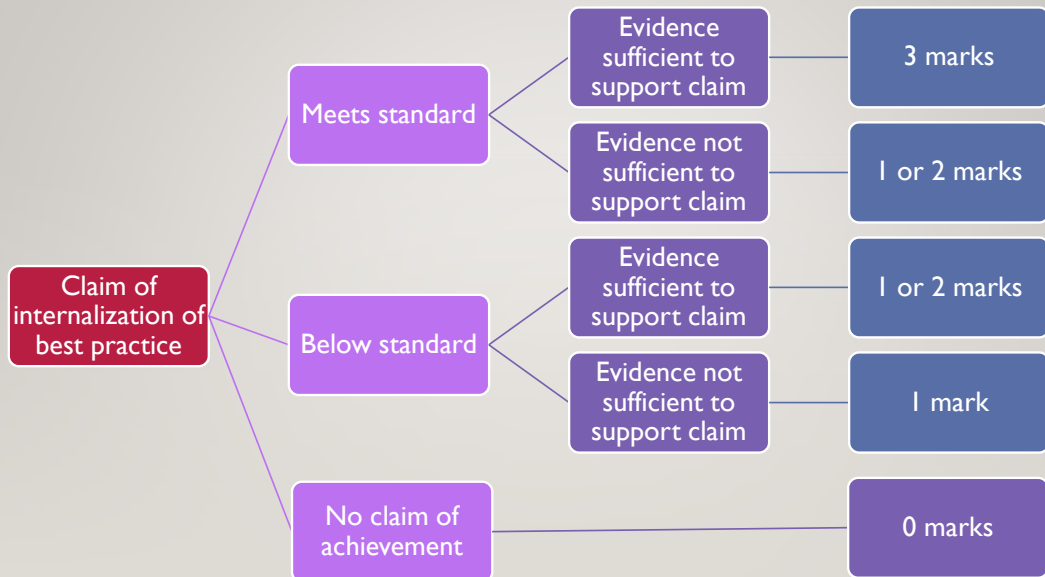 Claim of
internalization of
best practice
Meets standard
Evidence
sufficient to
support claim
3 marks
Evidence not
sufficient to
support claim
1 or 2 marks
Below standard
Evidence
sufficient to
support claim
1 or 2 marks
Evidence not
sufficient to
support claim
1 mark
No claim of
achievement
0 marks